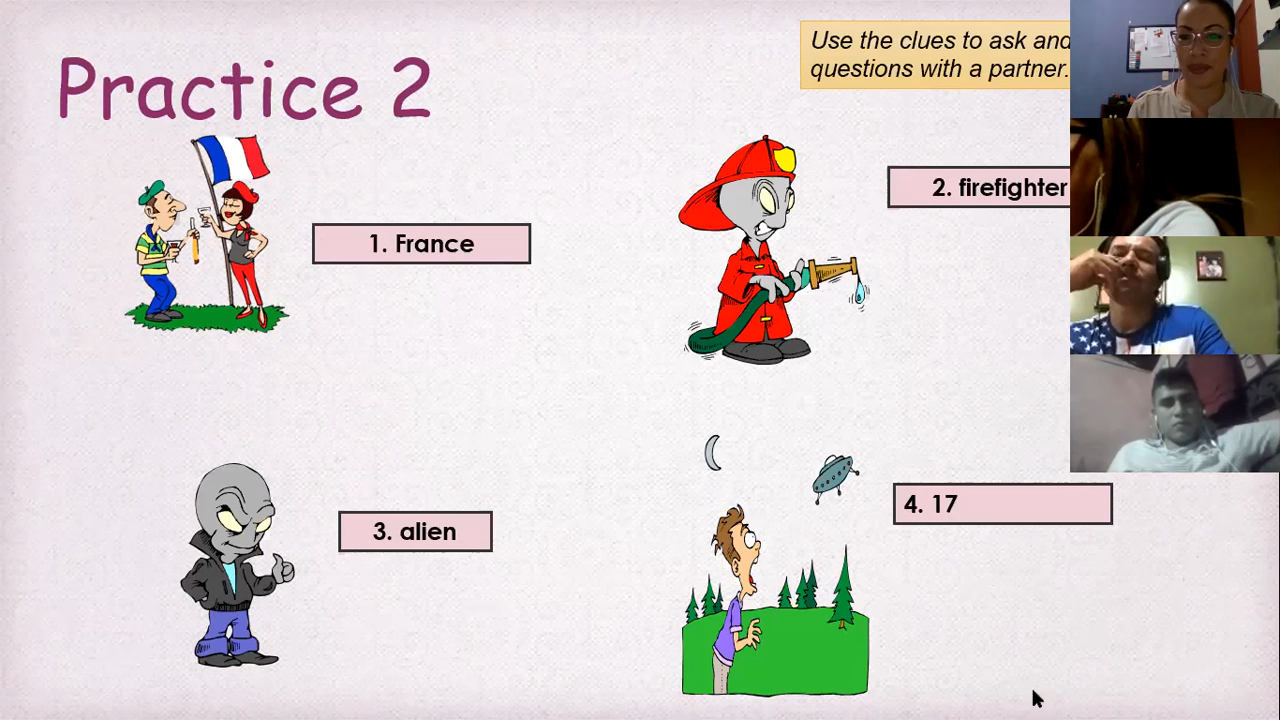 Practice 2
Use the clues to ask and
questions with a partner.
1. France
2. firefighter
3. alien
4. 17